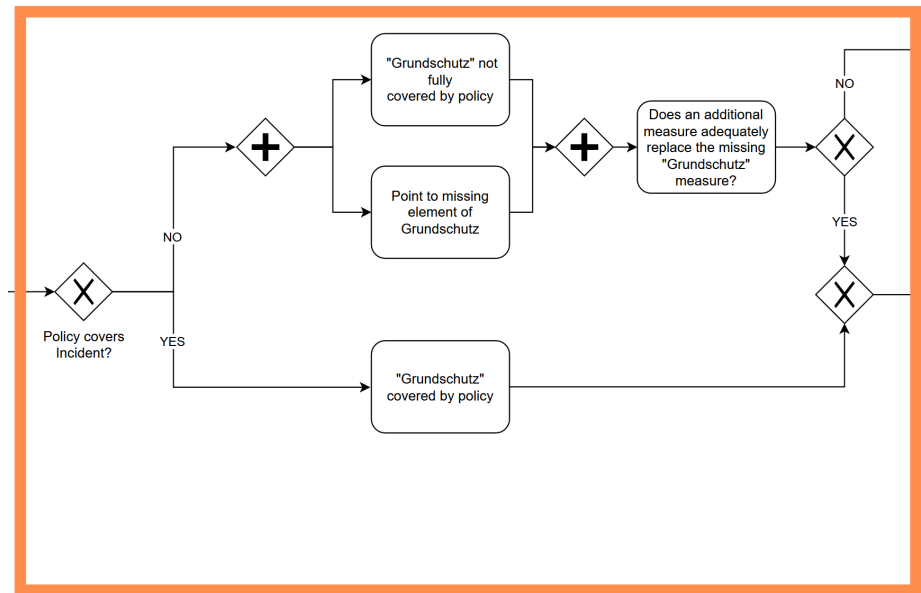 "Grundschutz" not
fully
covered by policy
Does an additional
measure adequately
replace the missing
"Grundschutz"
measure?
NO
Point to missing
element of
Grundschutz
YES
NO
Policy covers
Incident?
YES
"Grundschutz"
covered by policy